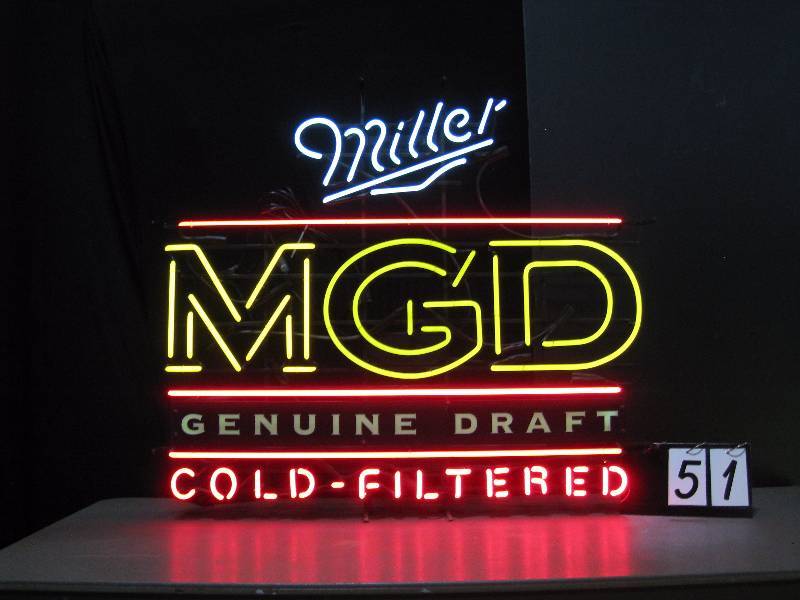 Miller
MGD
GENUINE DRAFT
COLD-FILTERED
51